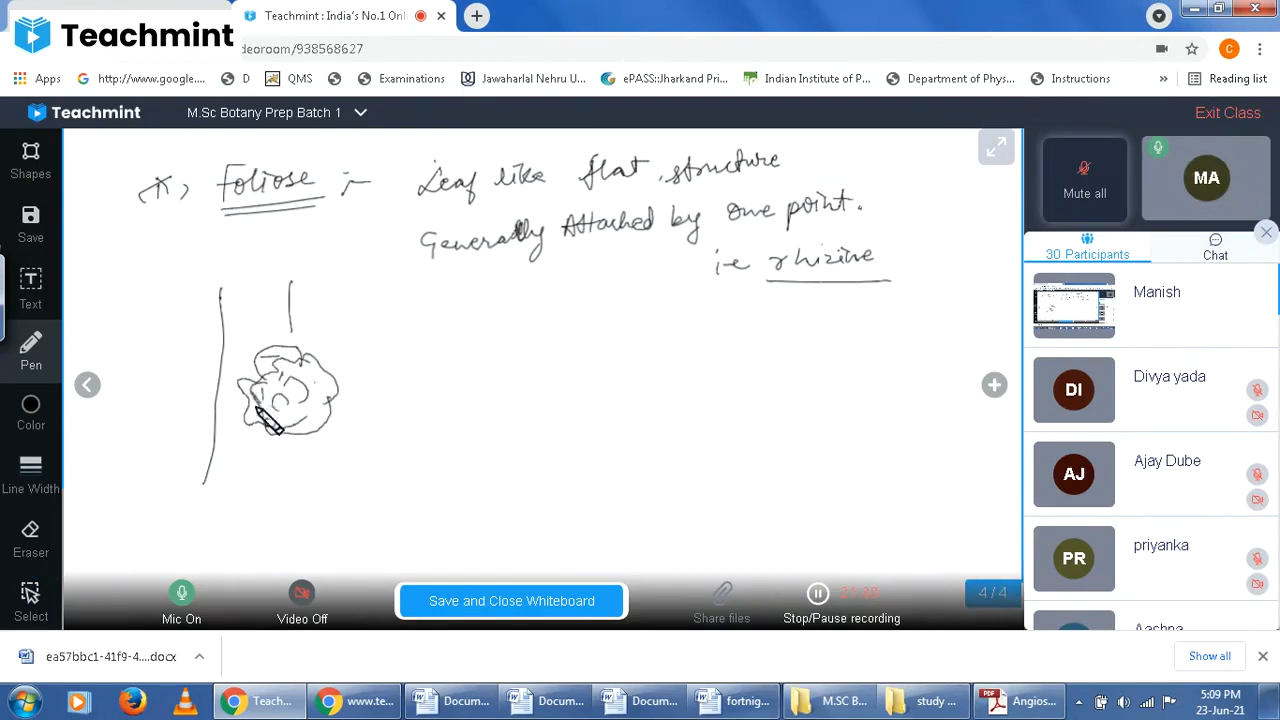 Teachmint : India's No.1 Onl
Teachmint
deoroom/938568627
Apps
http://www.google....
D
QMS
Examinations
Jawaharlal Nehru U...
ePASS::Jharkand Pri...
Indian Institute of P...
Department of Phys...
Instructions
»
Reading list
Teachmint
M.Sc Botany Prep Batch 1
Exit Class
Shapes
Save
Text
Pen
Color
Line Width
Eraser
Select
Foliose :- Leaf like flat structure
Generally Attached by one point.
i.e rhizine
Mute all
MA
30 Participants
Chat
Manish
DI
Divya yada
AJ
Ajay Dube
PR
priyanka
Aashna
Mic On
Video Off
Save and Close Whiteboard
Share files
Stop/Pause recording
4 / 4
ea57bbc1-41f9-4....docx
Show all
Teach...
www.te...
Docum...
Docum...
Docum...
fortnig...
M.SC B...
study ...
Angios...
5:09 PM
23-Jun-21